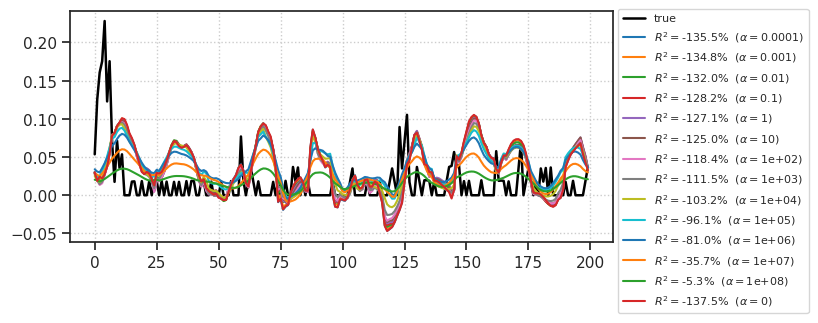 0.20
0.15
0.10
0.05
0.00
−0.05
0 25 50 75 100 125 150 175 200
true
R² = -135.5% (α = 0.0001)
R² = -134.8% (α = 0.001)
R² = -132.0% (α = 0.01)
R² = -128.2% (α = 0.1)
R² = -127.1% (α = 1)
R² = -125.0% (α = 10)
R² = -118.4% (α = 1e+02)
R² = -111.5% (α = 1e+03)
R² = -103.2% (α = 1e+04)
R² = -96.1% (α = 1e+05)
R² = -81.0% (α = 1e+06)
R² = -35.7% (α = 1e+07)
R² = -5.3% (α = 1e+08)
R² = -137.5% (α = 0)